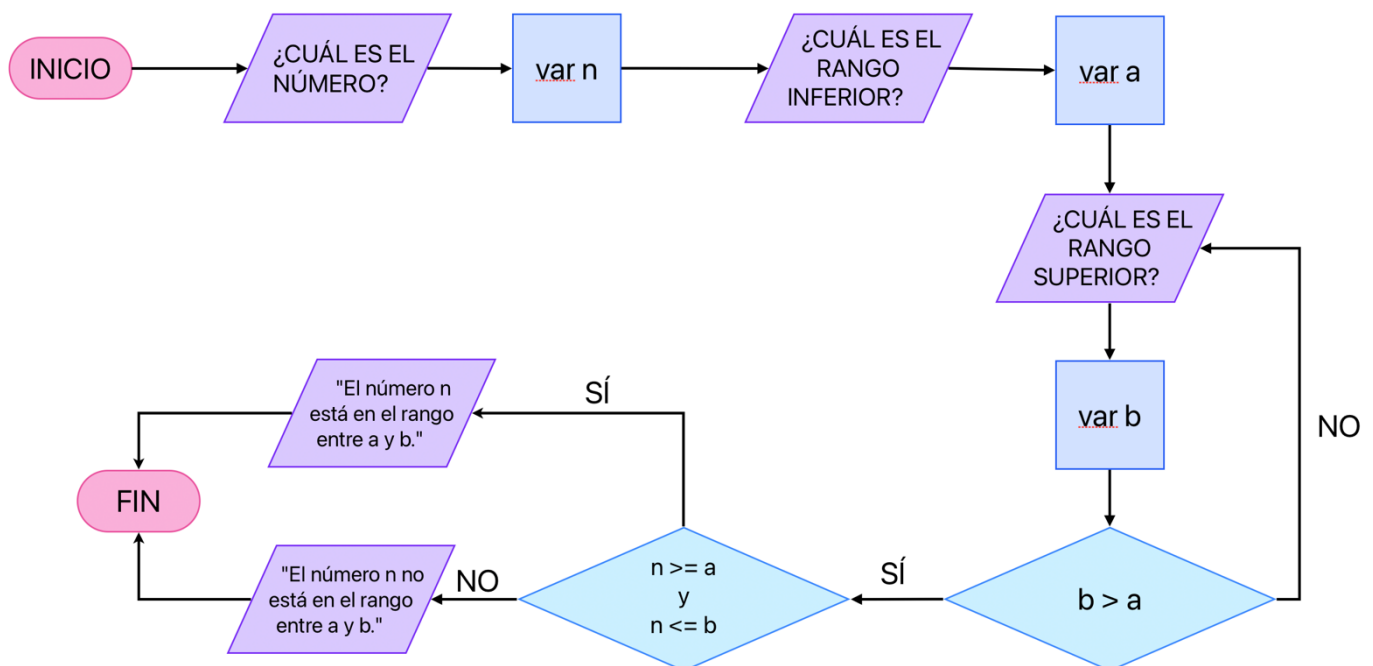 INICIO
¿CUÁL ES EL
NÚMERO?
var n
¿CUÁL ES EL
RANGO
INFERIOR?
var a
¿CUÁL ES EL
RANGO
SUPERIOR?
var b
b > a
NO
SÍ
n >= a
y
n <= b
SÍ
"El número n
está en el rango
entre a y b."
NO
"El número n no
está en el rango
entre a y b."
FIN